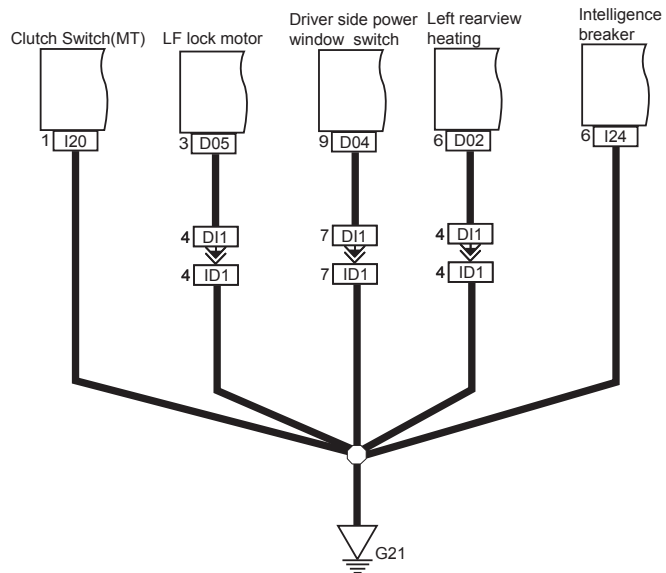 Clutch Switch(MT)
LF lock motor
Driver side power
window switch
Left rearview
heating
Intelligence
breaker
1 I20
3 D05
9 D04
6 D02
6 I24
4 DI1
7 DI1
4 DI1
4 ID1
7 ID1
4 ID1
G21